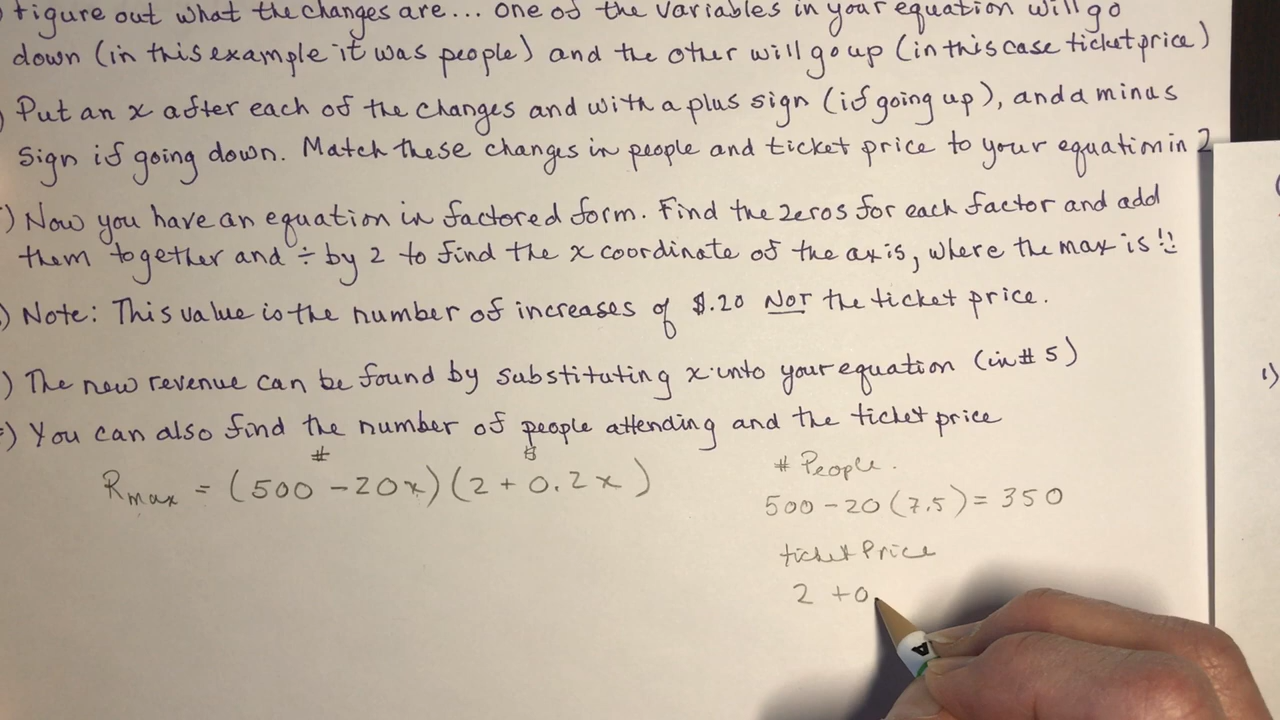 figure out what the changes are... one of the variables in your equation will go
down (in this example it was people) and the other will go up (in this case ticket price)
) Put an x after each of the changes and with a plus sign (if going up), and a minus
sign if going down. Match these changes in people and ticket price to your equation in 2
) Now you have an equation in factored form. Find the zeros for each factor and add
them together and ÷ by 2 to find the x coordinate of the axis, where the max is!!
) Note: This value is the number of increases of $.20 NOT the ticket price.
) The new revenue can be found by substituting x into your equation (in # 5)
) You can also find the number of people attending and the ticket price
# $
Rmax = (500 - 20x)(2 + 0.2x)
# People.
500 - 20 (7.5) = 350
ticket Price
2 + 0.
1)